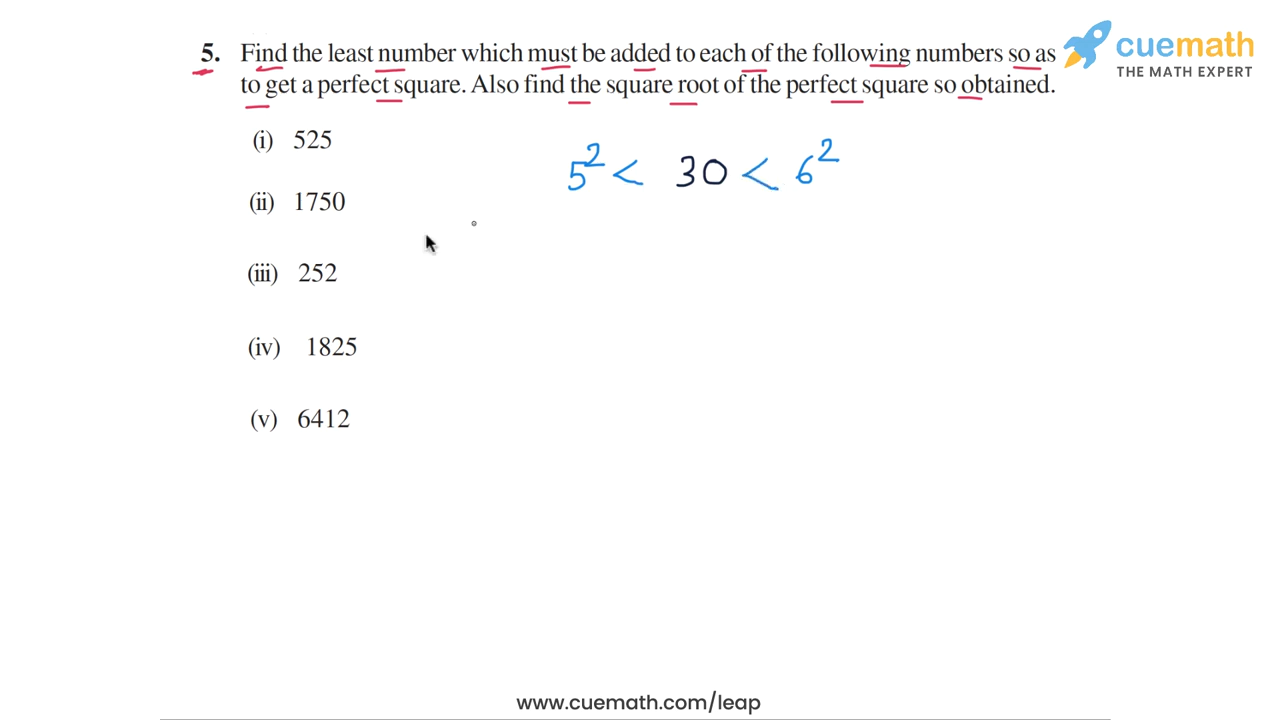 5. Find the least number which must be added to each of the following numbers so as
to get a perfect square. Also find the square root of the perfect square so obtained.
cuemath
THE MATH EXPERT
(i) 525
5² < 30 < 6²
(ii) 1750
(iii) 252
(iv) 1825
(v) 6412
www.cuemath.com/leap